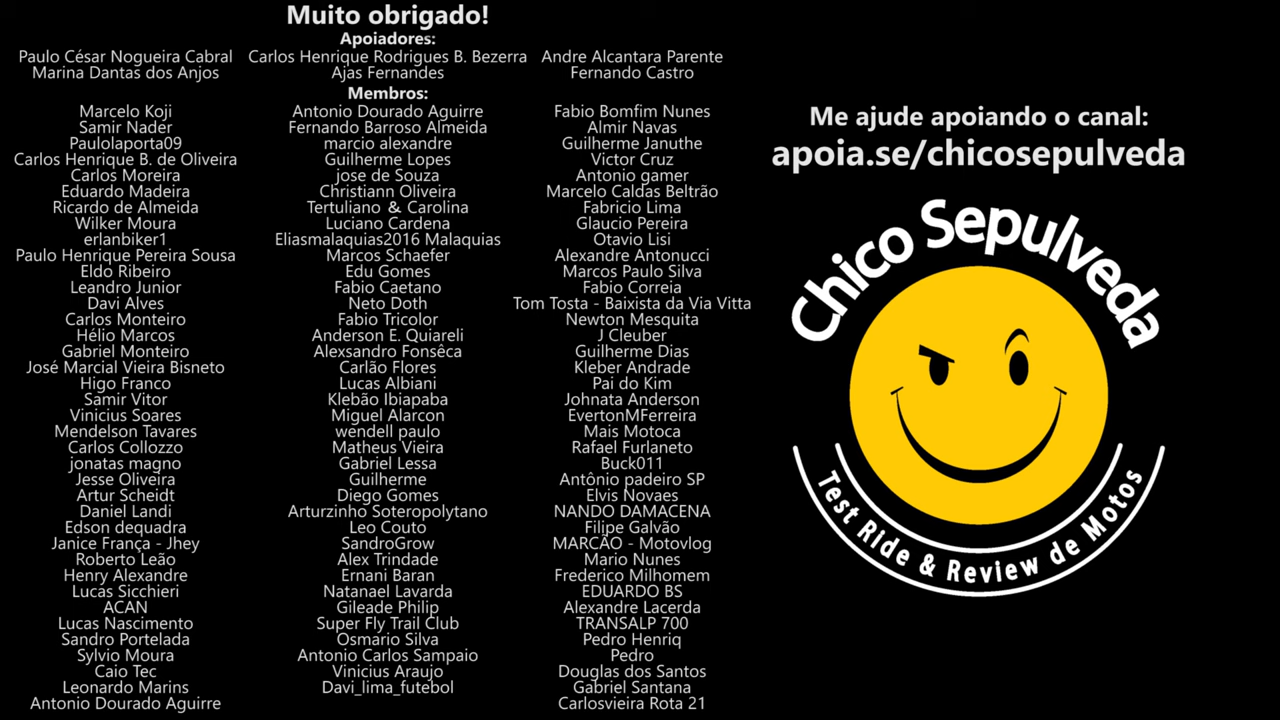 Muito obrigado!
Apoiadores:
Paulo César Nogueira Cabral
Marina Dantas dos Anjos
Carlos Henrique Rodrigues B. Bezerra
Ajas Fernandes
Andre Alcantara Parente
Fernando Castro
Membros:
Marcelo Koji
Samir Nader
Paulolaporta09
Carlos Henrique B. de Oliveira
Carlos Moreira
Eduardo Madeira
Ricardo de Almeida
Wilker Moura
erlanbiker1
Paulo Henrique Pereira Sousa
Eldo Ribeiro
Leandro Junior
Davi Alves
Carlos Monteiro
Hélio Marcos
Gabriel Monteiro
José Marcial Vieira Bisneto
Higo Franco
Samir Vitor
Vinicius Soares
Mendelson Tavares
Carlos Collozzo
jonatas magno
Jesse Oliveira
Artur Scheidt
Daniel Landi
Edson dequadra
Janice França - Jhey
Roberto Leão
Henry Alexandre
Lucas Sicchieri
ACAN
Lucas Nascimento
Sandro Portelada
Sylvio Moura
Caio Tec
Leonardo Marins
Antonio Dourado Aguirre
Antonio Dourado Aguirre
Fernando Barroso Almeida
marcio alexandre
Guilherme Lopes
jose de Souza
Christiann Oliveira
Tertuliano & Carolina
Luciano Cardena
Eliasmalaquias2016 Malaquias
Marcos Schaefer
Edu Gomes
Fabio Caetano
Neto Doth
Fabio Tricolor
Anderson E. Quiareli
Alexsandro Fonsêca
Carlão Flores
Lucas Albiani
Klebão Ibiapaba
Miguel Alarcon
wendell paulo
Matheus Vieira
Gabriel Lessa
Guilherme
Diego Gomes
Arturzinho Soteropolytano
Leo Couto
SandroGrow
Alex Trindade
Ernani Baran
Natanael Lavarda
Gileade Philip
Super Fly Trail Club
Osmario Silva
Antonio Carlos Sampaio
Vinicius Araujo
Davi_lima_futebol
Fabio Bomfim Nunes
Almir Navas
Guilherme Januthe
Victor Cruz
Antonio gamer
Marcelo Caldas Beltrão
Fabricio Lima
Glaucio Pereira
Otavio Lisi
Alexandre Antonucci
Marcos Paulo Silva
Fabio Correia
Tom Tosta - Baixista da Via Vitta
Newton Mesquita
J Cleuber
Guilherme Dias
Kleber Andrade
Pai do Kim
Johnata Anderson
EvertonMFerreira
Mais Motoca
Rafael Furlaneto
Buck011
Antônio padeiro SP
Elvis Novaes
NANDO DAMACENA
Filipe Galvão
MARCÃO - Motovlog
Mario Nunes
Frederico Milhomem
EDUARDO BS
Alexandre Lacerda
TRANSALP 700
Pedro Henriq
Pedro
Douglas dos Santos
Gabriel Santana
Carlosvieira Rota 21
Me ajude apoiando o canal:
apoia.se/chicosepulveda
Chico Sepulveda
Test Ride & Review de Motos